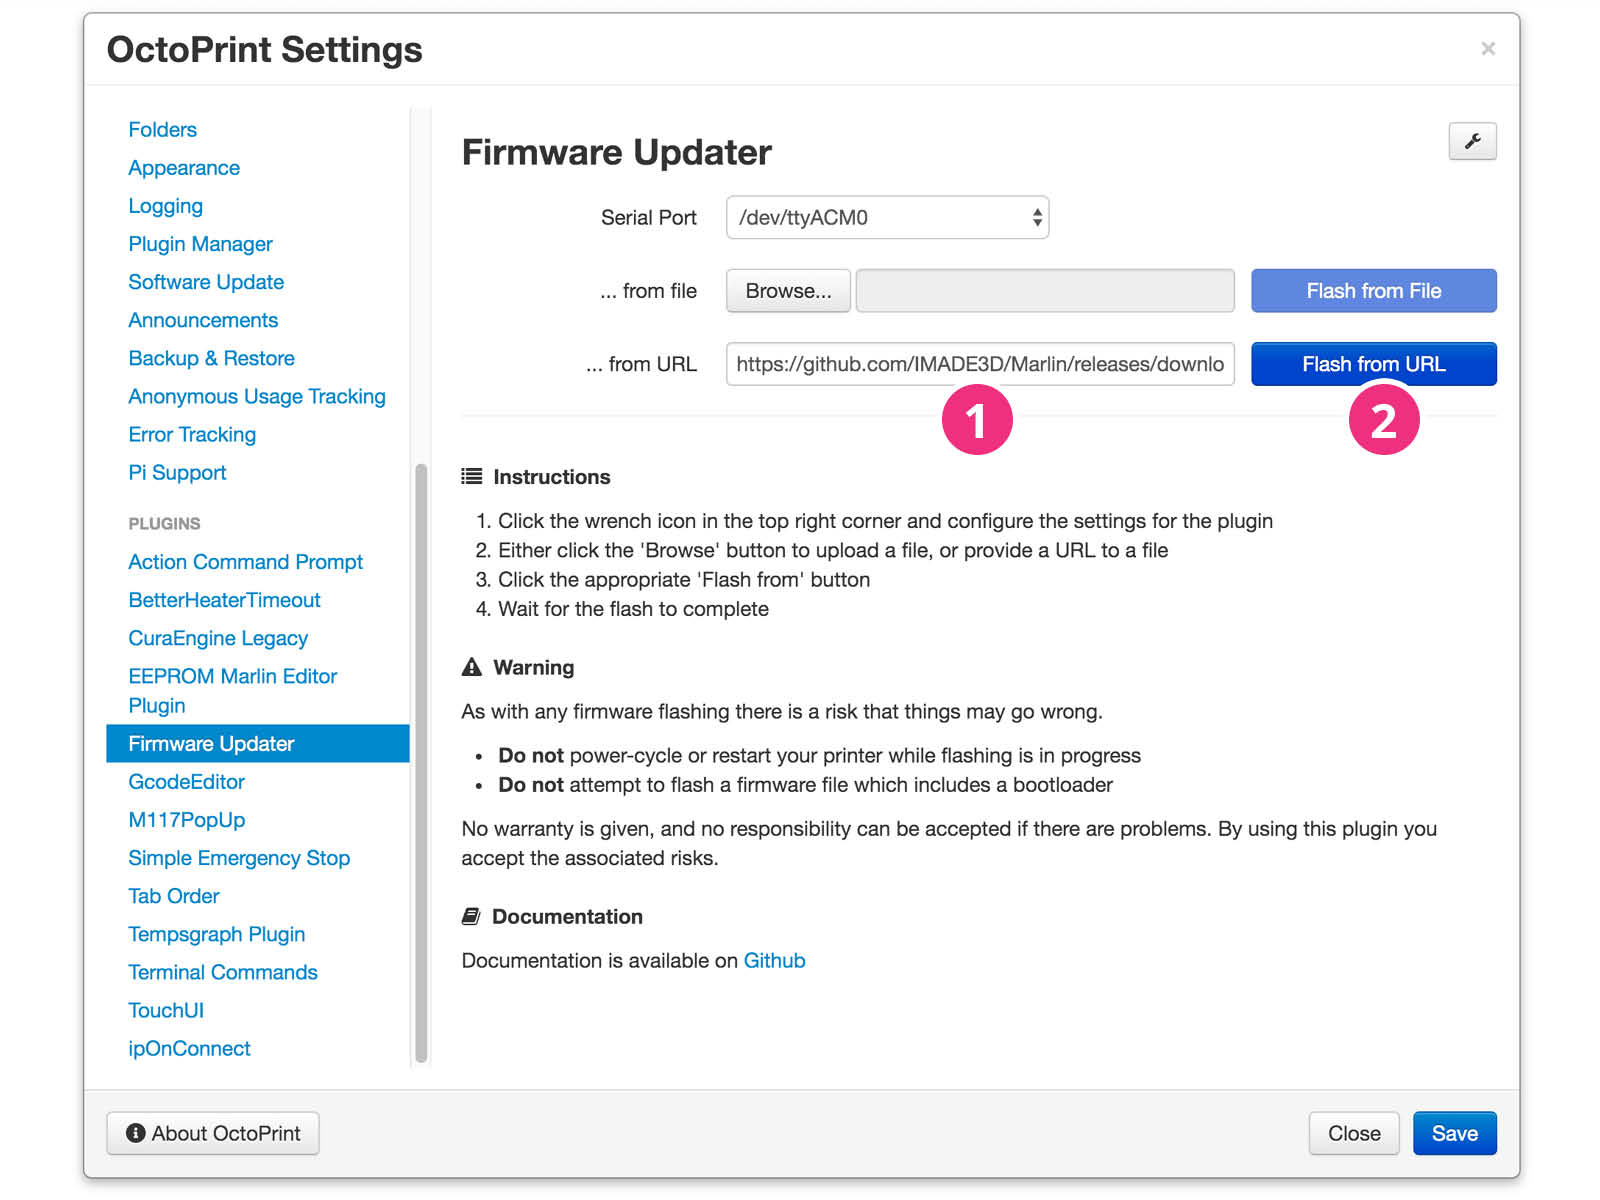 OctoPrint Settings
×
Folders
Appearance
Logging
Plugin Manager
Software Update
Announcements
Backup & Restore
Anonymous Usage Tracking
Error Tracking
Pi Support
PLUGINS
Action Command Prompt
BetterHeaterTimeout
CuraEngine Legacy
EEPROM Marlin Editor
Plugin
Firmware Updater
GcodeEditor
M117PopUp
Simple Emergency Stop
Tab Order
Tempsgraph Plugin
Terminal Commands
TouchUI
ipOnConnect
Firmware Updater
Serial Port /dev/ttyACM0
... from file Browse... Flash from File
... from URL https://github.com/IMADE3D/Marlin/releases/downlo Flash from URL
1 2
Instructions
1. Click the wrench icon in the top right corner and configure the settings for the plugin
2. Either click the 'Browse' button to upload a file, or provide a URL to a file
3. Click the appropriate 'Flash from' button
4. Wait for the flash to complete
Warning
As with any firmware flashing there is a risk that things may go wrong.
• Do not power-cycle or restart your printer while flashing is in progress
• Do not attempt to flash a firmware file which includes a bootloader
No warranty is given, and no responsibility can be accepted if there are problems. By using this plugin you
accept the associated risks.
Documentation
Documentation is available on Github
About OctoPrint
Close
Save